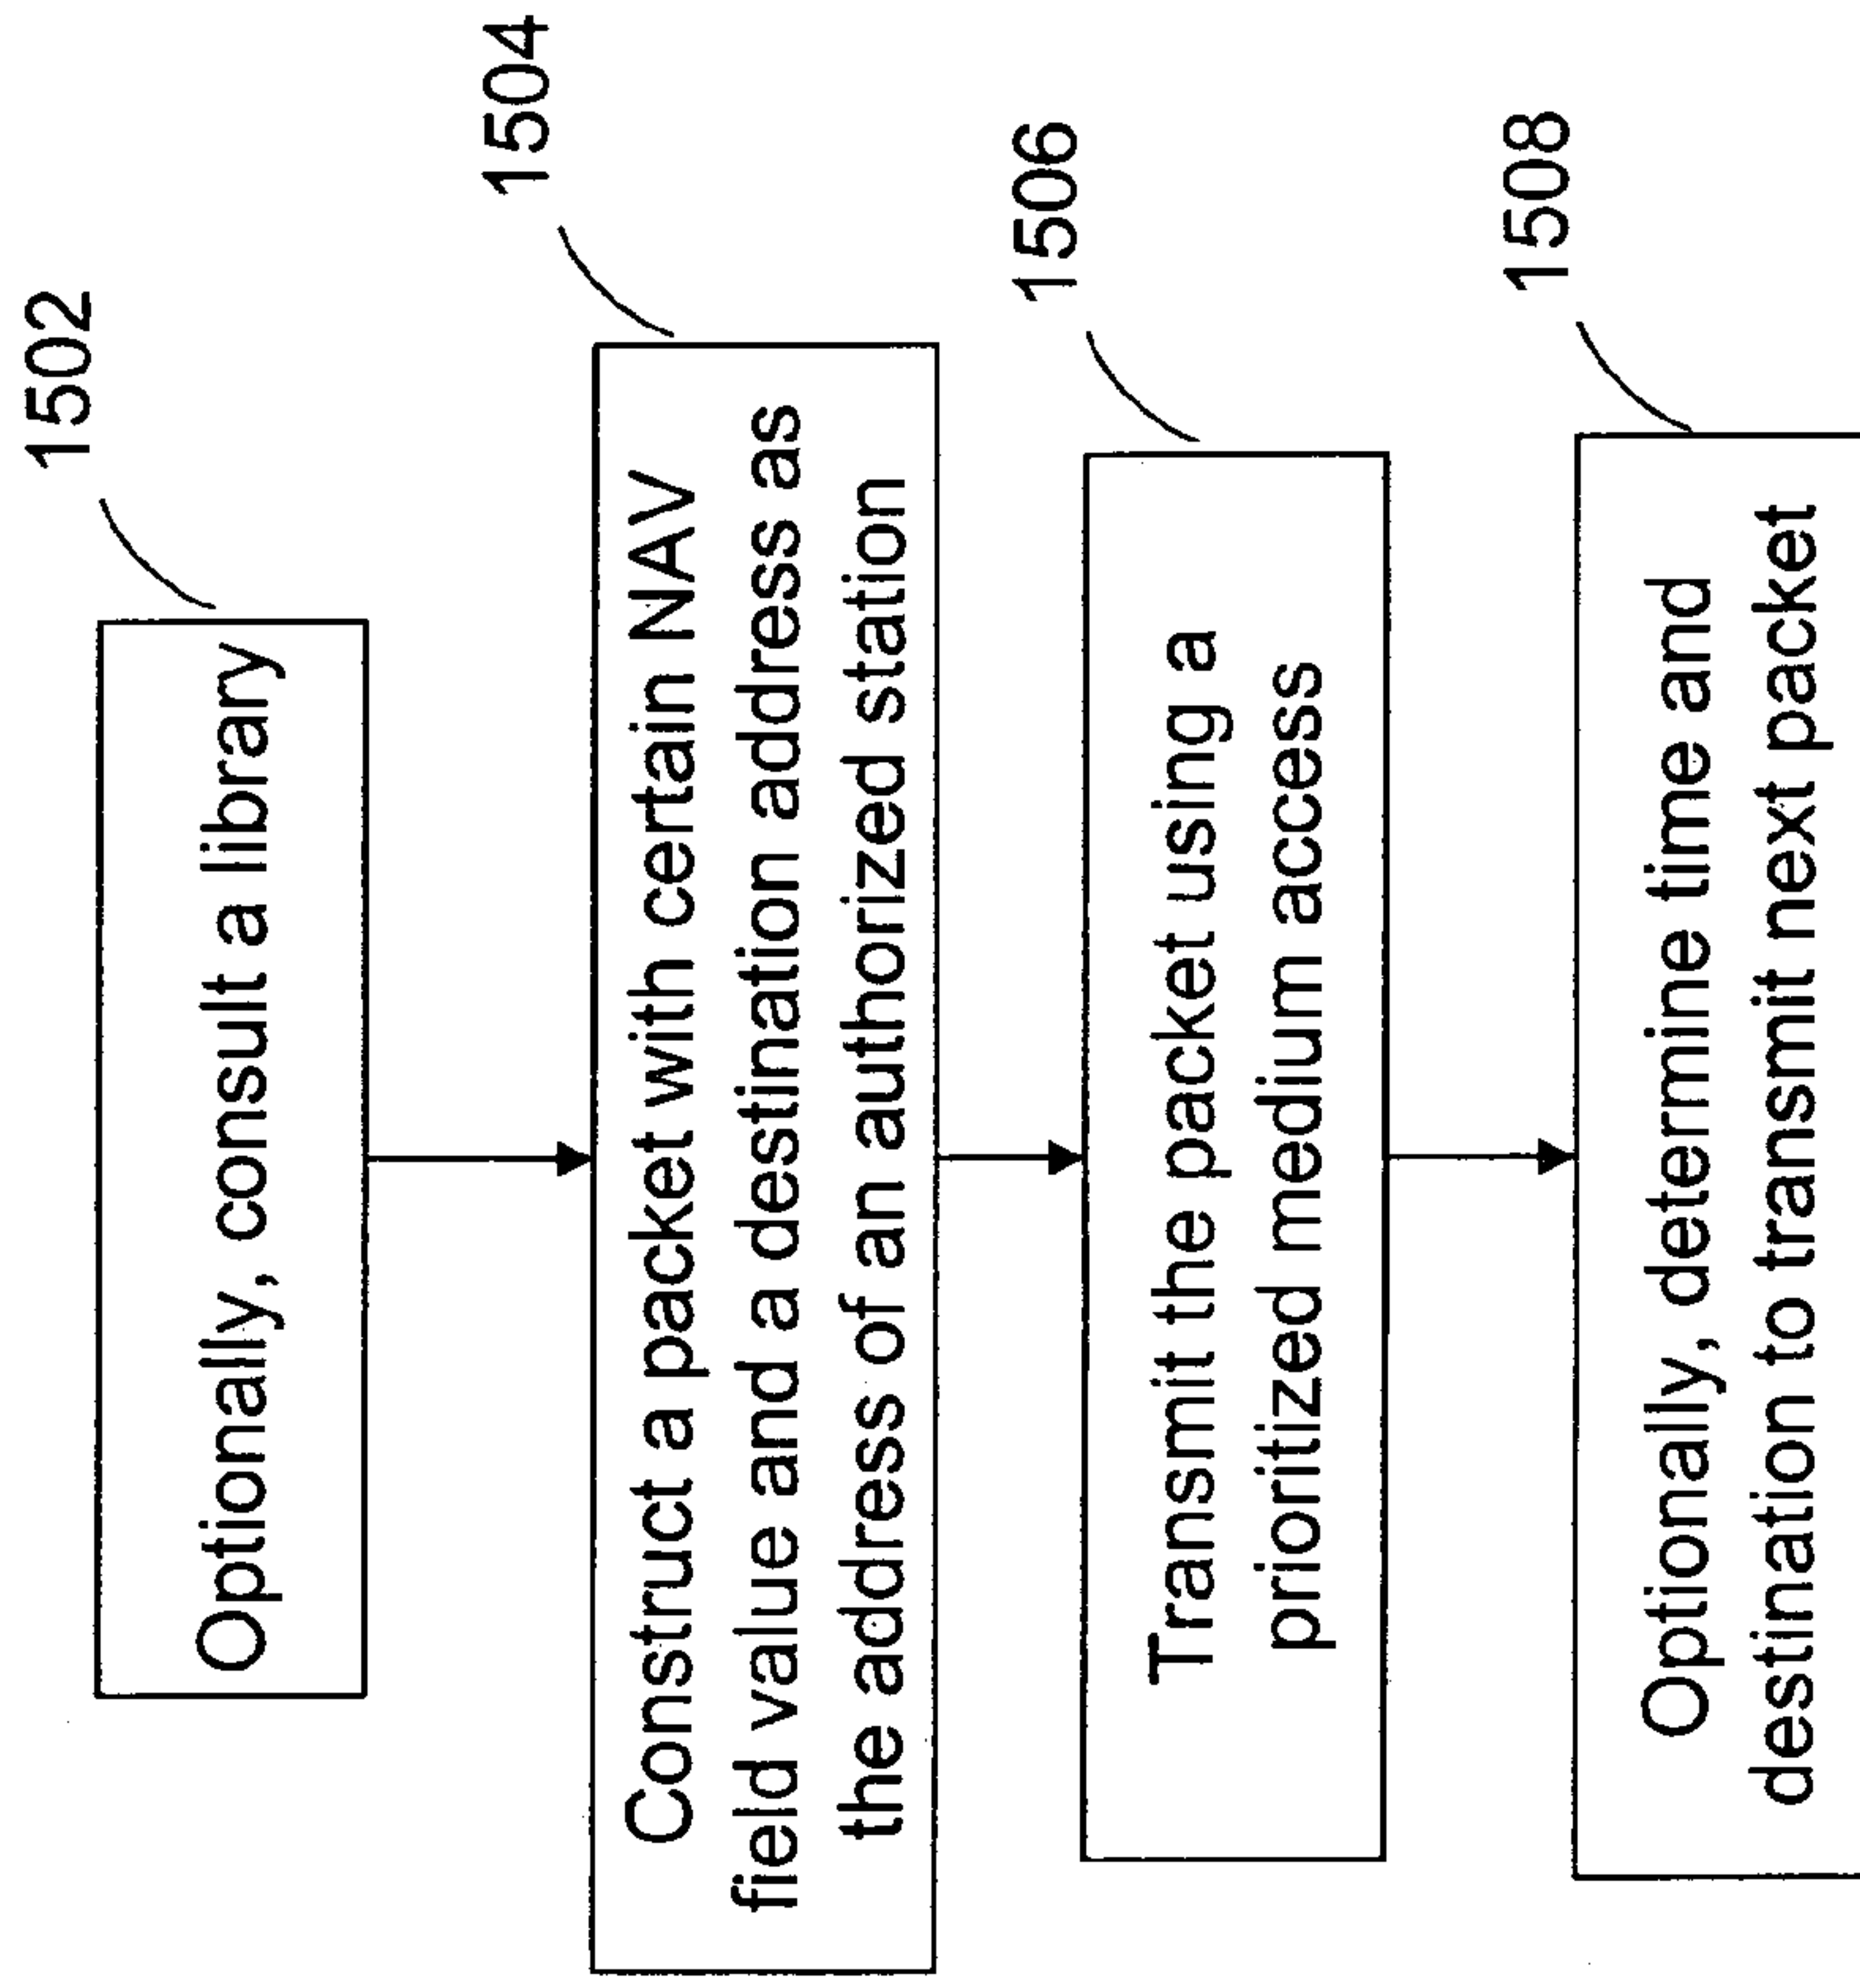 1502
Optionally, consult a library
1504
Construct a packet with certain NAV
field value and a destination address as
the address of an authorized station
1506
Transmit the packet using a
prioritized medium access
1508
Optionally, determine time and
destination to transmit next packet